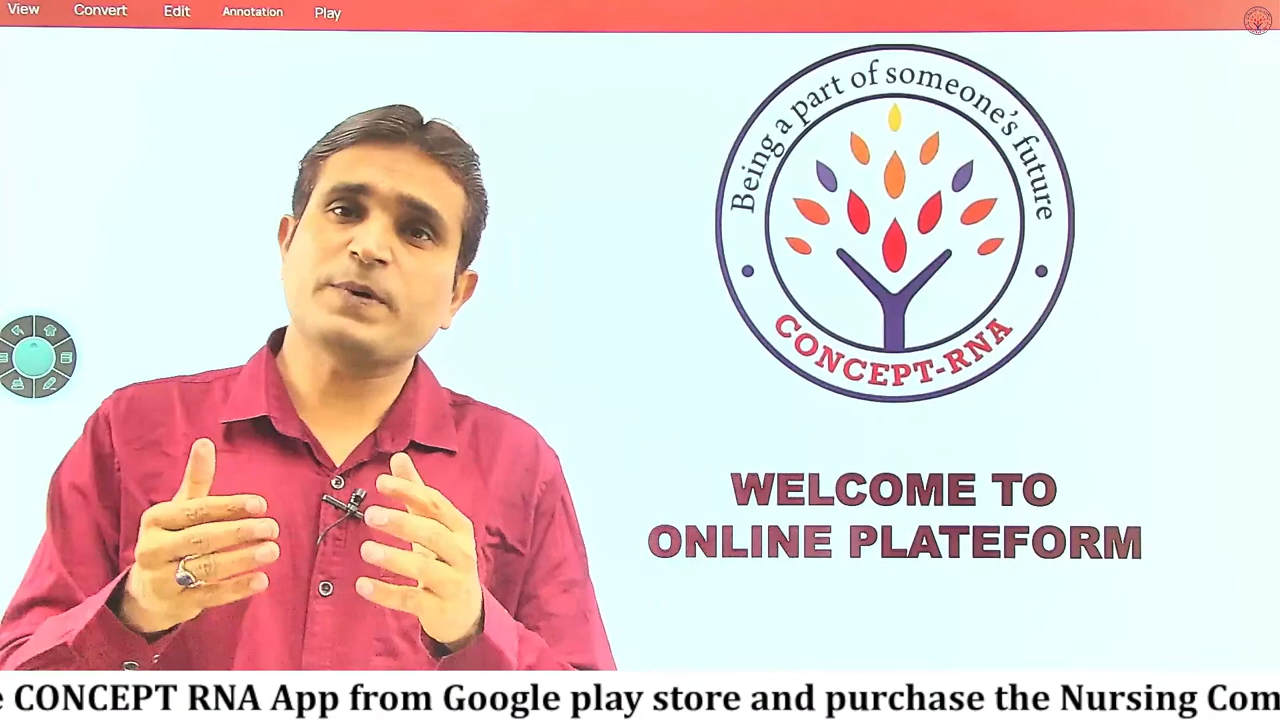 View Convert Edit Annotation Play
Being a part of someone's future
CONCEPT-RNA
WELCOME TO
ONLINE PLATEFORM
CONCEPT RNA App from Google play store and purchase the Nursing